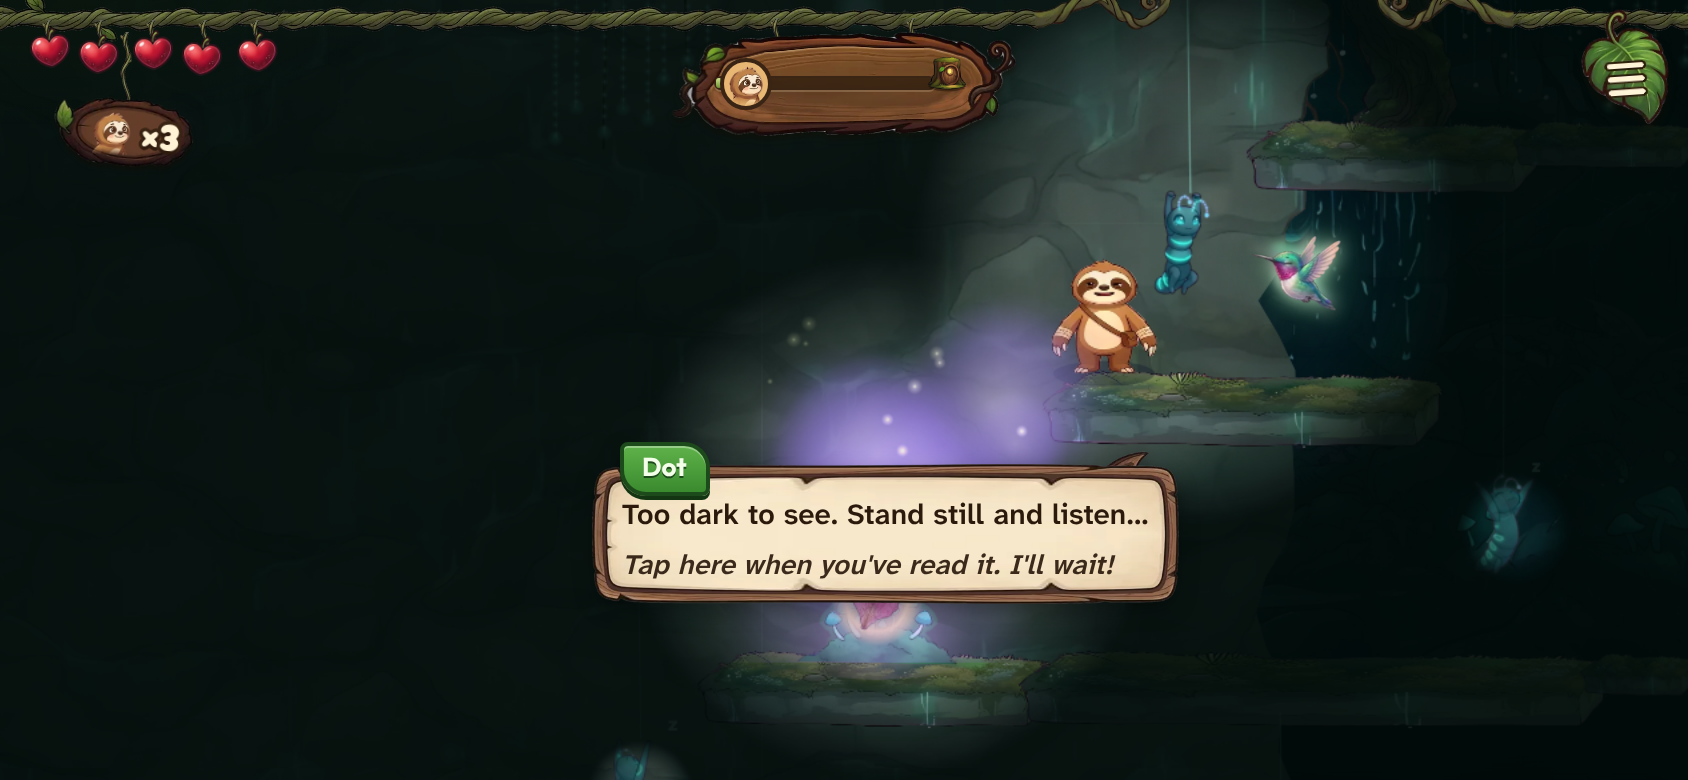 ×3
Dot
Too dark to see. Stand still and listen...
Tap here when you've read it. I'll wait!
z
z